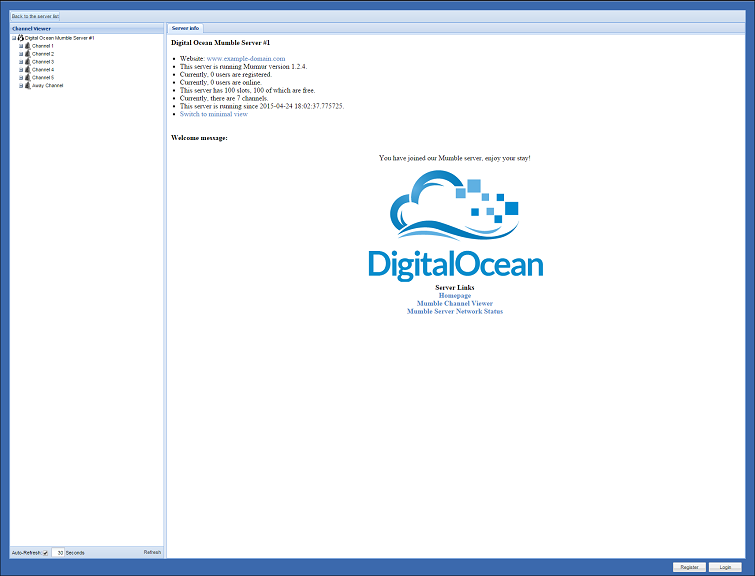 Back to the server list
Channel Viewer
Digital Ocean Mumble Server #1
Channel 1
Channel 2
Channel 3
Channel 4
Channel 5
Away Channel
Auto-Refresh: 30 Seconds
Refresh
Server info
Digital Ocean Mumble Server #1
Website: www.example-domain.com
This server is running Murmur version 1.2.4.
Currently, 0 users are registered.
Currently, 0 users are online.
This server has 100 slots, 100 of which are free.
Currently, there are 7 channels.
This server is running since 2015-04-24 18:02:37.775725.
Switch to minimal view
Welcome message:
You have joined our Mumble server, enjoy your stay!
DigitalOcean
Server Links
Homepage
Mumble Channel Viewer
Mumble Server Network Status
Register
Login